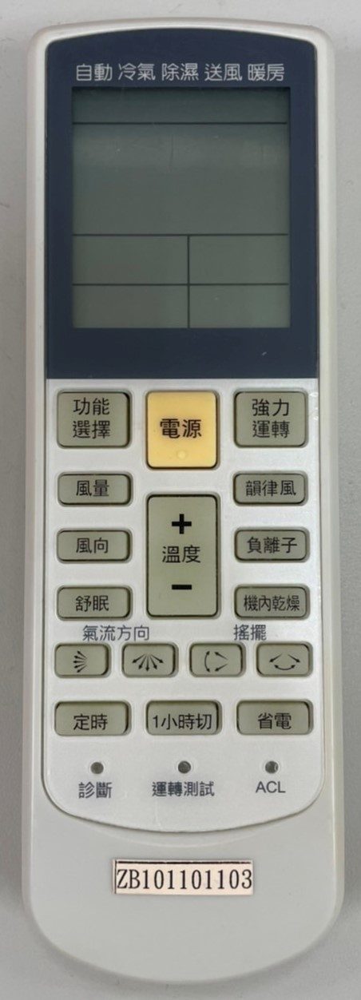 自動 冷氣 除濕 送風 暖房
功能
選擇
電源
強力
運轉
風量
+
韻律風
風向
溫度
負離子
舒眠
−
機內乾燥
氣流方向 搖擺
定時 1小時切 省電
診斷 運轉測試 ACL
ZB101101103